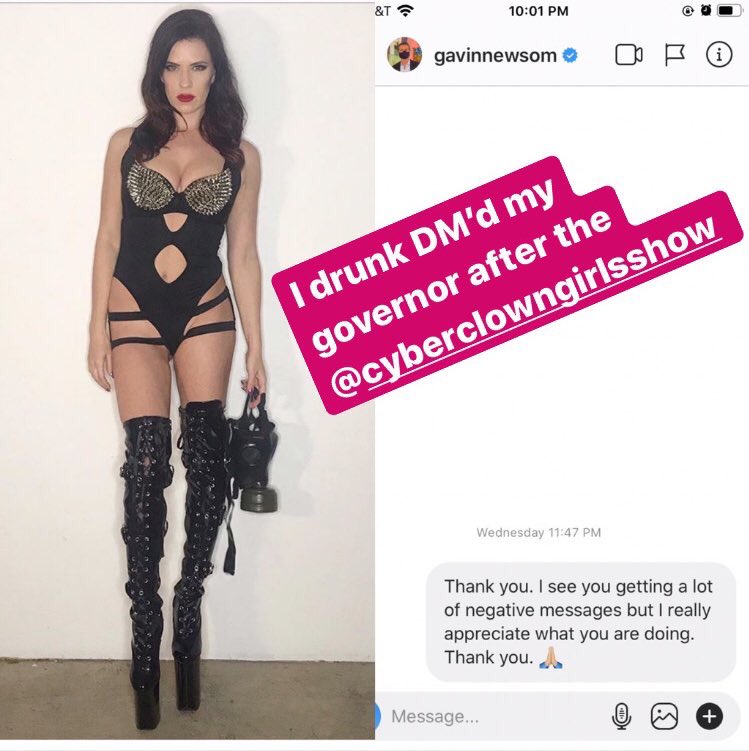 &T
10:01 PM
gavinnewsom
I drunk DM'd my
governor after the
@cyberclowngirlsshow
Wednesday 11:47 PM
Thank you. I see you getting a lot
of negative messages but I really
appreciate what you are doing.
Thank you. 🙏🏼
Message...